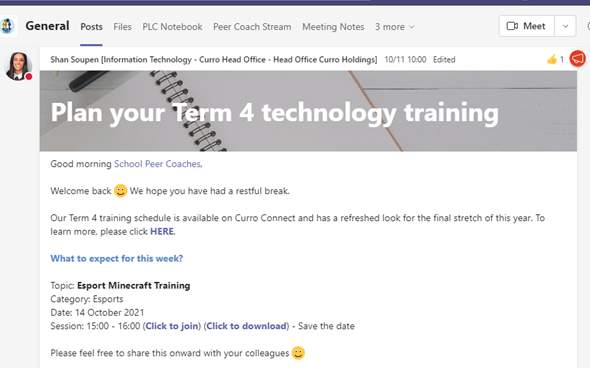 General Posts Files PLC Notebook Peer Coach Stream Meeting Notes 3 more Meet
Shan Soupen [Information Technology - Curro Head Office - Head Office Curro Holdings] 10/11 10:00 Edited 👍 1
Plan your Term 4 technology training
Good morning School Peer Coaches,
Welcome back 😀 We hope you have had a restful break.
Our Term 4 training schedule is available on Curro Connect and has a refreshed look for the final stretch of this year. To
learn more, please click HERE.
What to expect for this week?
Topic: Esport Minecraft Training
Category: Esports
Date: 14 October 2021
Session: 15:00 - 16:00 (Click to join) (Click to download) - Save the date
Please feel free to share this onward with your colleagues 😀